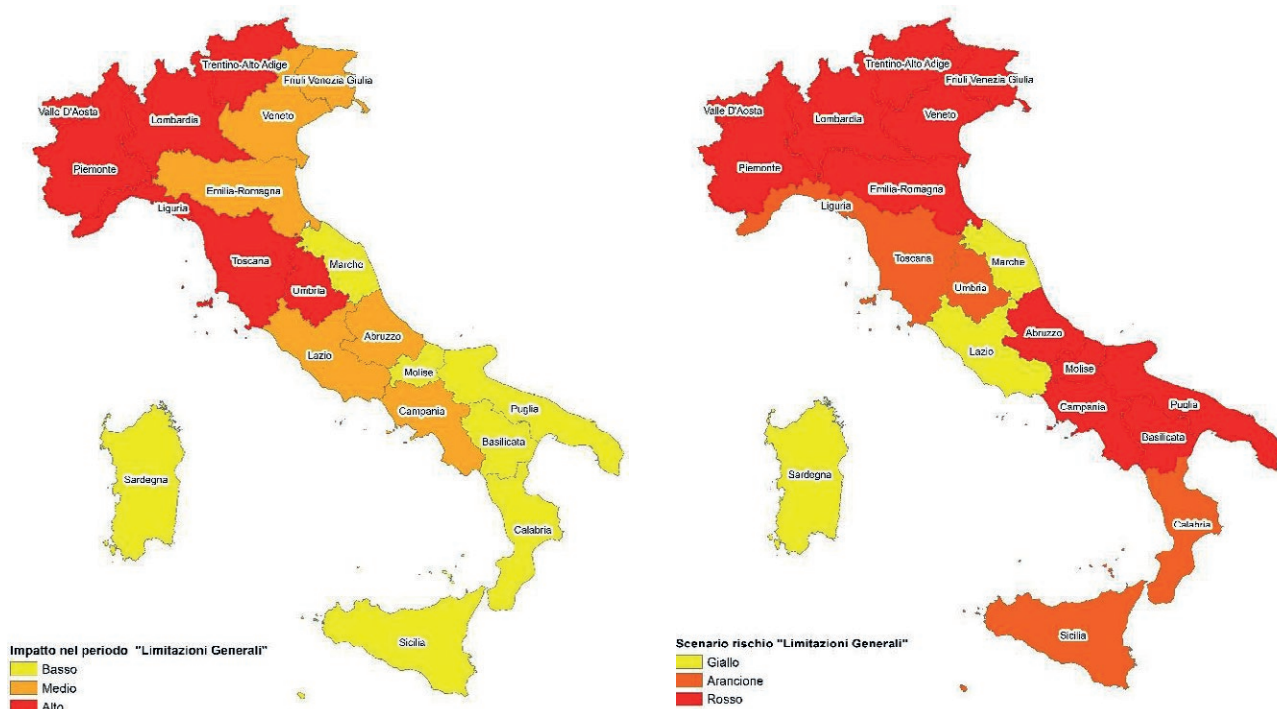 Trentino-Alto Adige
Friuli Venezia Giulia
Valle D'Aosta
Lombardia
Veneto
Piemonte
Emilia-Romagna
Liguria
Toscana
Marche
Umbria
Abruzzo
Lazio
Molise
Campania
Puglia
Basilicata
Sardegna
Calabria
Sicilia
Impatto nel periodo "Limitazioni Generali"
Basso
Medio
Alto
Trentino-Alto Adige
Friuli Venezia Giulia
Valle D'Aosta
Lombardia
Veneto
Piemonte
Emilia-Romagna
Liguria
Toscana
Marche
Umbria
Abruzzo
Lazio
Molise
Campania
Puglia
Basilicata
Sardegna
Calabria
Sicilia
Scenario rischio "Limitazioni Generali"
Giallo
Arancione
Rosso